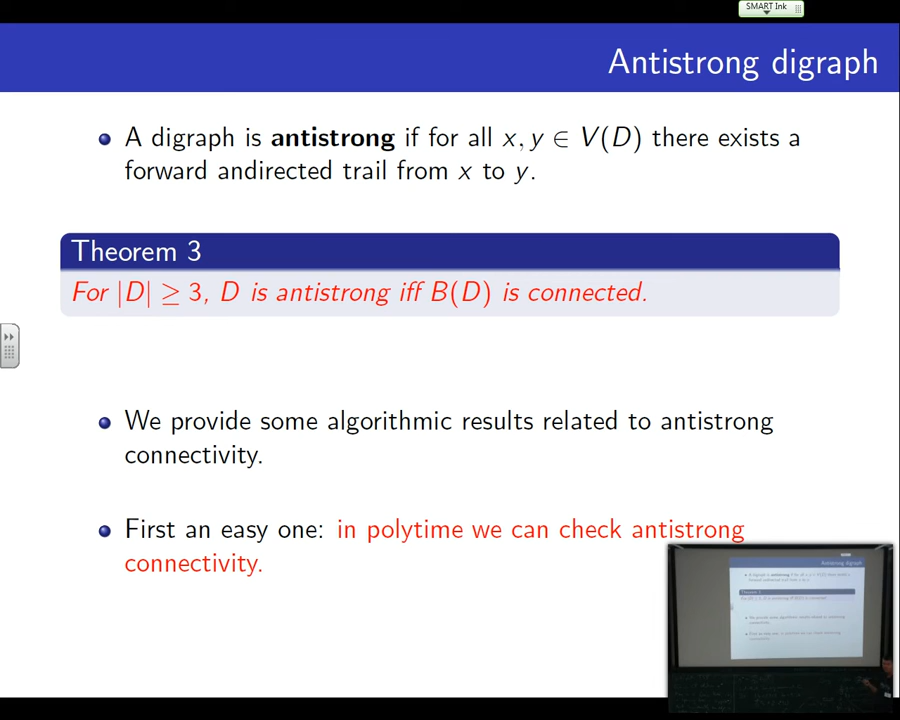 SMART Ink
Antistrong digraph
A digraph is antistrong if for all x, y ∈ V(D) there exists a
forward andirected trail from x to y.
Theorem 3
For |D| ≥ 3, D is antistrong iff B(D) is connected.
We provide some algorithmic results related to antistrong
connectivity.
First an easy one: in polytime we can check antistrong
connectivity.
Antistrong digraph